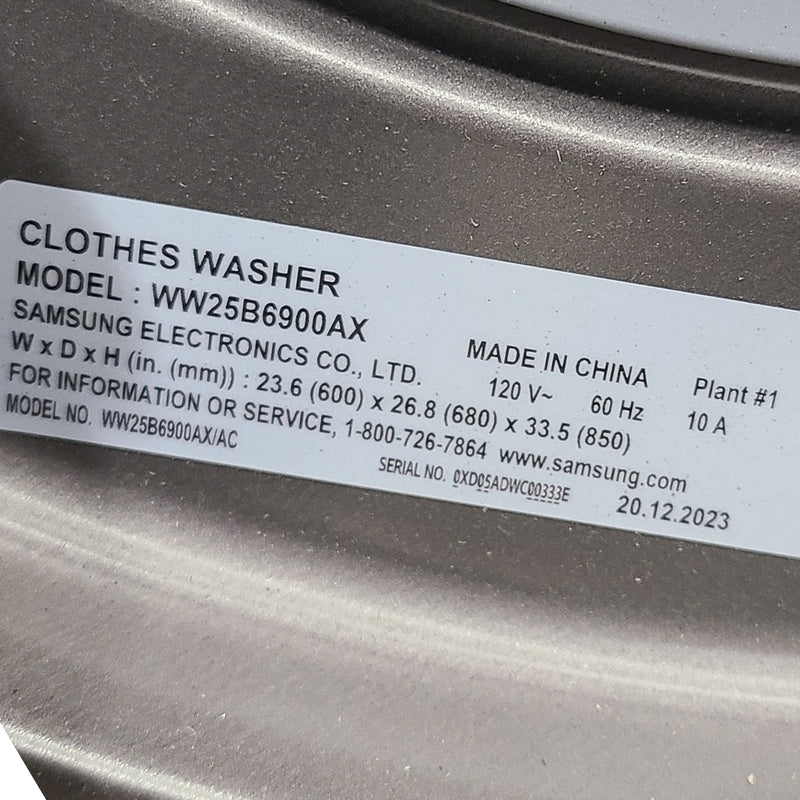 CLOTHES WASHER
MODEL : WW25B6900AX
SAMSUNG ELECTRONICS CO., LTD.
MADE IN CHINA Plant #1
W x D x H (in. (mm)) : 23.6 (600) x 26.8 (680) x 33.5 (850)
120 V~ 60 Hz 10 A
FOR INFORMATION OR SERVICE, 1-800-726-7864 www.samsung.com
MODEL NO. WW25B6900AX/AC
SERIAL NO. 0XD05ADWC00333E
20.12.2023